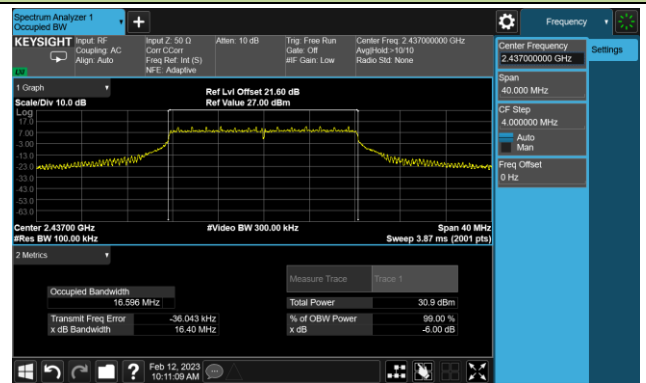 Spectrum Analyzer 1
Occupied BW
Frequency
KEYSIGHT
Input: RF
Coupling: AC
Align: Auto
Input Z: 50 Ω
Corr CCorr
Freq Ref: Int (S)
NFE: Adaptive
Atten: 10 dB
Trig: Free Run
Gate: Off
#IF Gain: Low
Center Freq: 2.437000000 GHz
Avg|Hold:>10/10
Radio Std: None
Center Frequency
2.437000000 GHz
Settings
Span
40.000 MHz
CF Step
4.000000 MHz
Auto
Man
Freq Offset
0 Hz
1 Graph
Scale/Div 10.0 dB
Ref Lvl Offset 21.60 dB
Ref Value 27.00 dBm
Log
17.0
7.00
-3.00
-13.0
-23.0
-33.0
-43.0
-53.0
-63.0
Center 2.43700 GHz
#Res BW 100.00 kHz
#Video BW 300.00 kHz
Span 40 MHz
Sweep 3.87 ms (2001 pts)
2 Metrics
Measure Trace
Trace 1
Occupied Bandwidth
16.596 MHz
Total Power
30.9 dBm
Transmit Freq Error
-36.043 kHz
% of OBW Power
99.00 %
x dB Bandwidth
16.40 MHz
x dB
-6.00 dB
Feb 12, 2023
10:11:09 AM